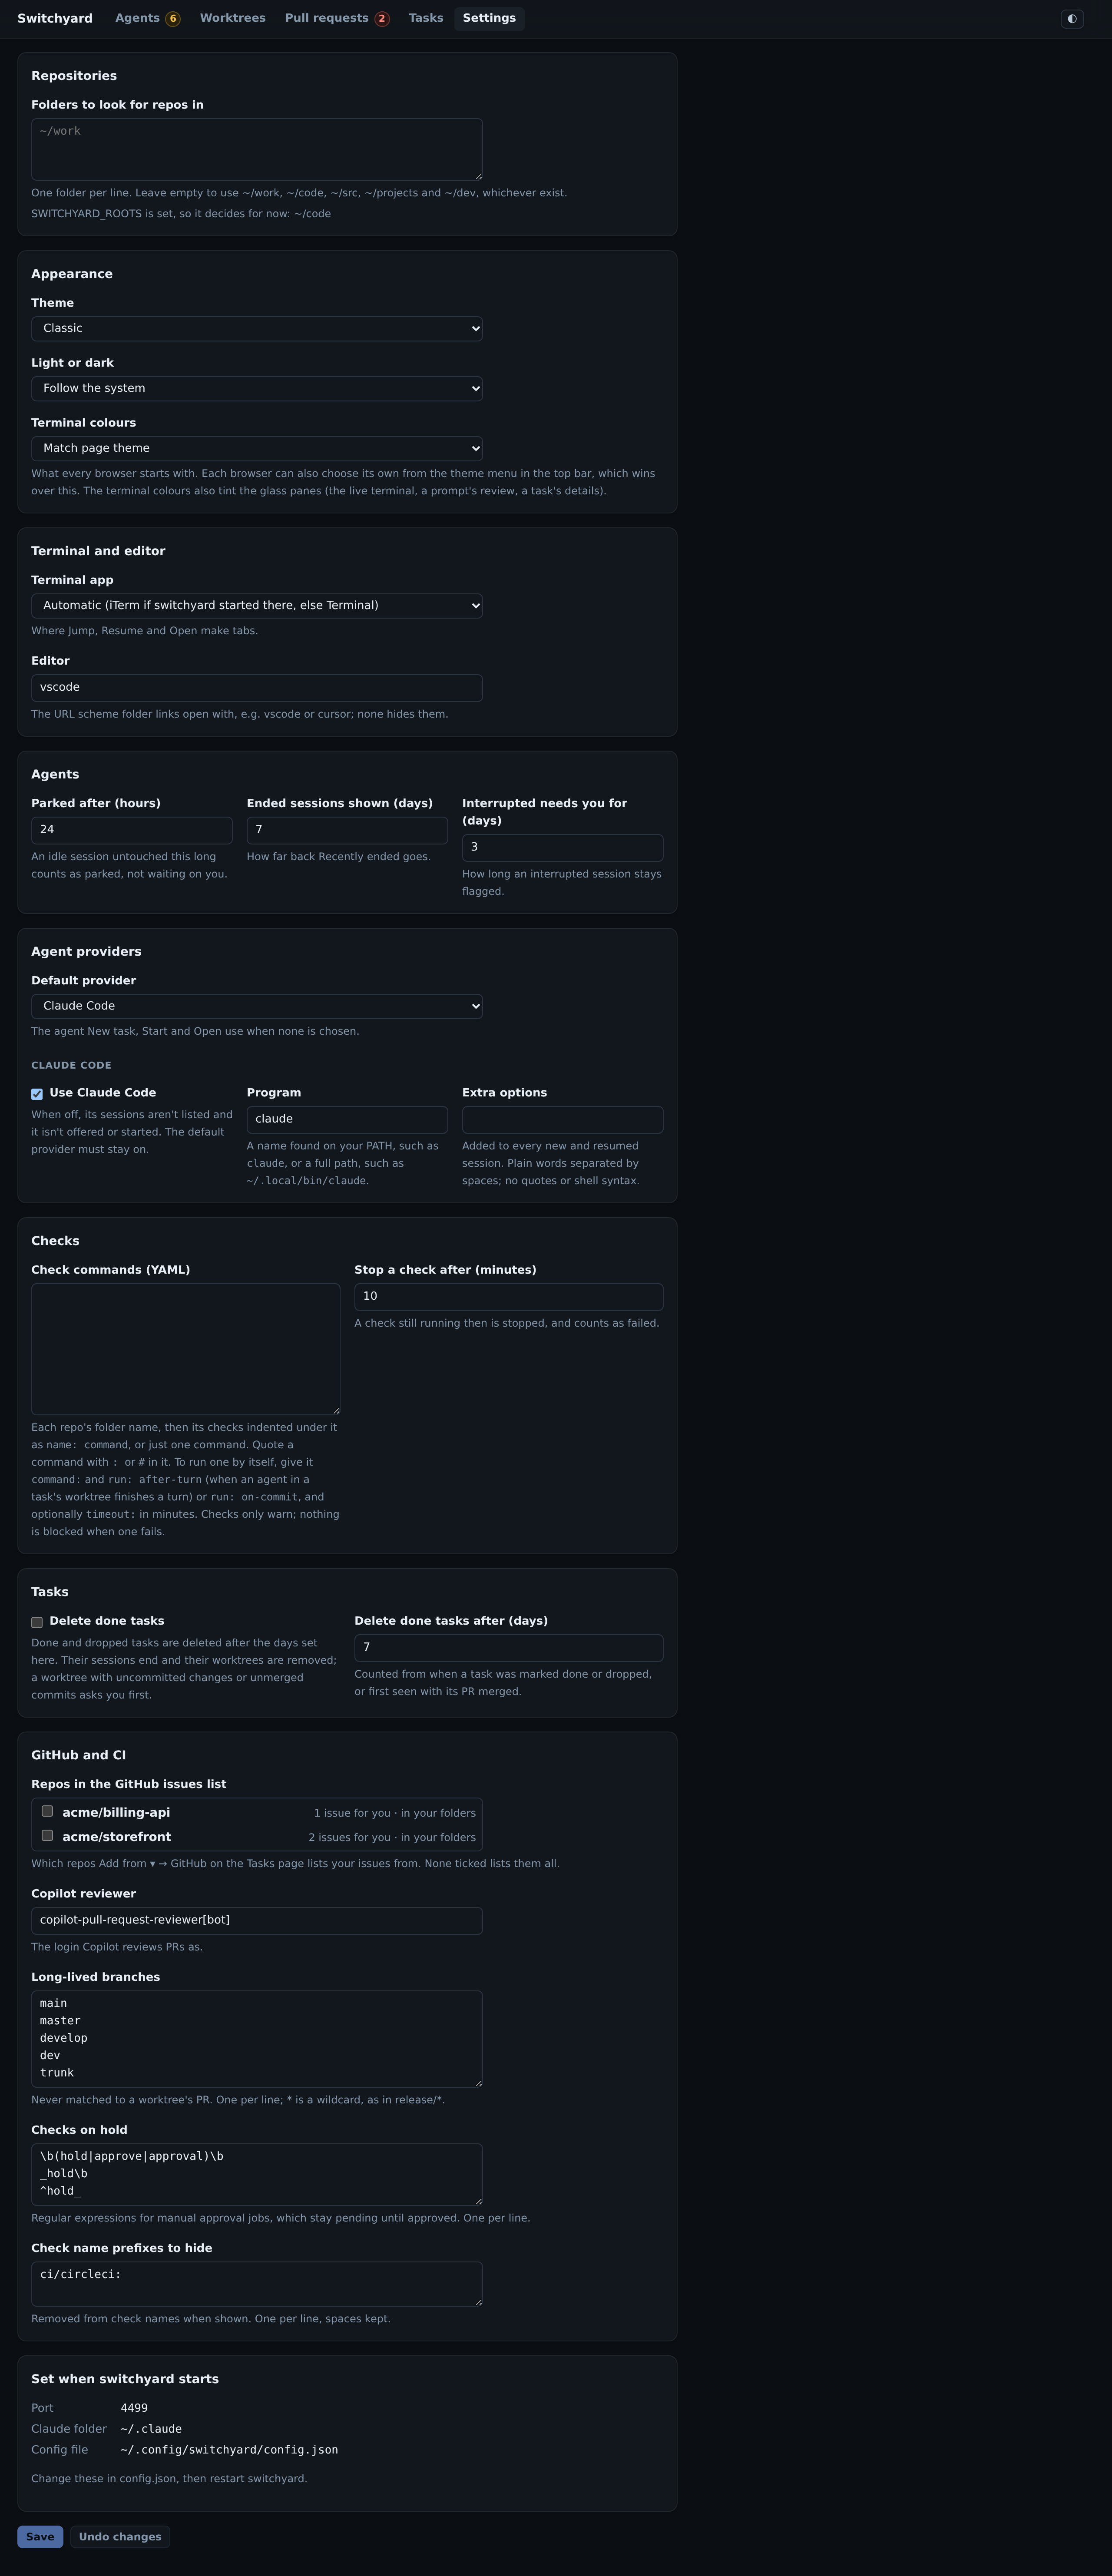 Switchyard Agents 6 Worktrees Pull requests 2 Tasks Settings
Repositories
Folders to look for repos in
~/work
One folder per line. Leave empty to use ~/work, ~/code, ~/src, ~/projects and ~/dev, whichever exist.
SWITCHYARD_ROOTS is set, so it decides for now: ~/code
Appearance
Theme
Classic
Light or dark
Follow the system
Terminal colours
Match page theme
What every browser starts with. Each browser can also choose its own from the theme menu in the top bar, which wins
over this. The terminal colours also tint the glass panes (the live terminal, a prompt's review, a task's details).
Terminal and editor
Terminal app
Automatic (iTerm if switchyard started there, else Terminal)
Where Jump, Resume and Open make tabs.
Editor
vscode
The URL scheme folder links open with, e.g. vscode or cursor; none hides them.
Agents
Parked after (hours)
24
An idle session untouched this long
counts as parked, not waiting on you.
Ended sessions shown (days)
7
How far back Recently ended goes.
Interrupted needs you for
(days)
3
How long an interrupted session stays
flagged.
Agent providers
Default provider
Claude Code
The agent New task, Start and Open use when none is chosen.
CLAUDE CODE
Use Claude Code
When off, its sessions aren't listed and
it isn't offered or started. The default
provider must stay on.
Program
claude
A name found on your PATH, such as
claude, or a full path, such as
~/.local/bin/claude.
Extra options
Added to every new and resumed
session. Plain words separated by
spaces; no quotes or shell syntax.
Checks
Check commands (YAML)
Each repo's folder name, then its checks indented under it
as name: command, or just one command. Quote a
command with : or # in it. To run one by itself, give it
command: and run: after-turn (when an agent in a
task's worktree finishes a turn) or run: on-commit, and
optionally timeout: in minutes. Checks only warn; nothing
is blocked when one fails.
Stop a check after (minutes)
10
A check still running then is stopped, and counts as failed.
Tasks
Delete done tasks
Done and dropped tasks are deleted after the days set
here. Their sessions end and their worktrees are removed;
a worktree with uncommitted changes or unmerged
commits asks you first.
Delete done tasks after (days)
7
Counted from when a task was marked done or dropped,
or first seen with its PR merged.
GitHub and CI
Repos in the GitHub issues list
acme/billing-api 1 issue for you · in your folders
acme/storefront 2 issues for you · in your folders
Which repos Add from ▾ → GitHub on the Tasks page lists your issues from. None ticked lists them all.
Copilot reviewer
copilot-pull-request-reviewer[bot]
The login Copilot reviews PRs as.
Long-lived branches
main
master
develop
dev
trunk
Never matched to a worktree's PR. One per line; * is a wildcard, as in release/*.
Checks on hold
\b(hold|approve|approval)\b
_hold\b
^hold_
Regular expressions for manual approval jobs, which stay pending until approved. One per line.
Check name prefixes to hide
ci/circleci:
Removed from check names when shown. One per line, spaces kept.
Set when switchyard starts
Port 4499
Claude folder ~/.claude
Config file ~/.config/switchyard/config.json
Change these in config.json, then restart switchyard.
Save Undo changes